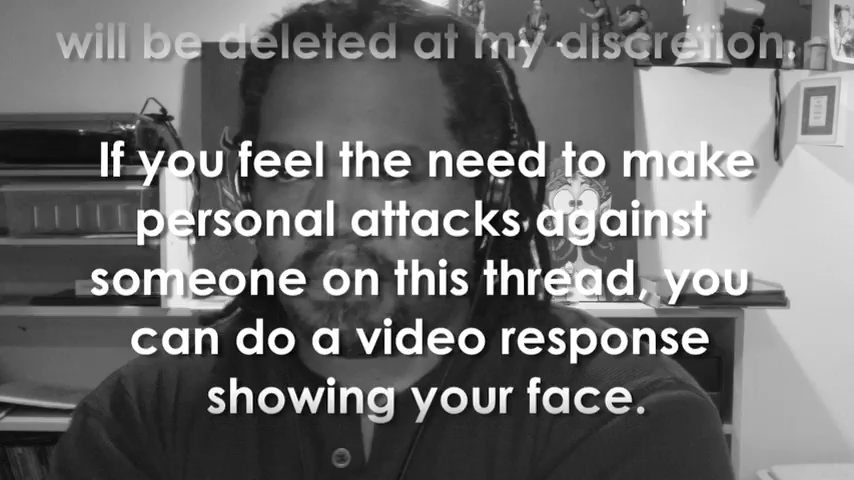 will be deleted at my discretion.
If you feel the need to make
personal attacks against
someone on this thread, you
can do a video response
showing your face.